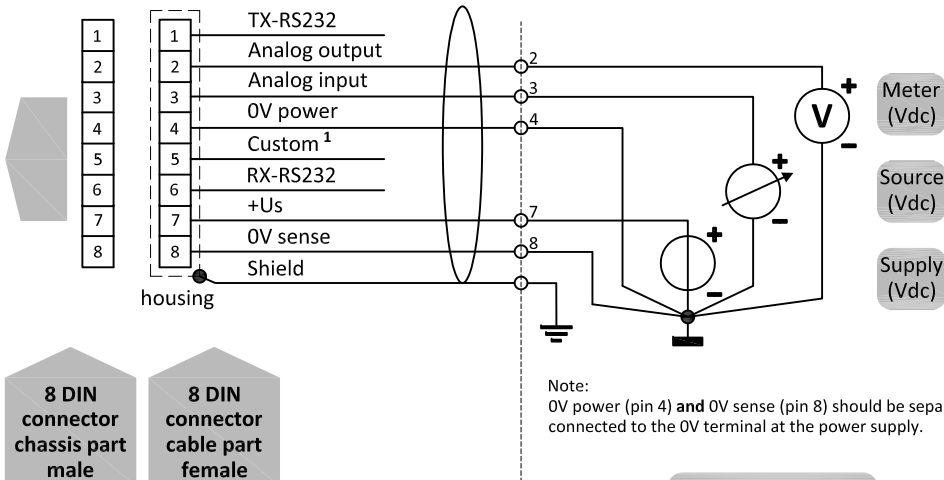 TX-RS232
1 1
Analog output
2 2 2
Analog input
3 3 3
0V power
4 4 4
Custom 1
5 5
RX-RS232
6 6
+Us
7 7 7
0V sense
8 8 8
Shield
housing
+
V
-
+
-
+
-
Meter
(Vdc)
Source
(Vdc)
Supply
(Vdc)
8 DIN
connector
chassis part
male
8 DIN
connector
cable part
female
Note:
0V power (pin 4) and 0V sense (pin 8) should be sepa
connected to the 0V terminal at the power supply.